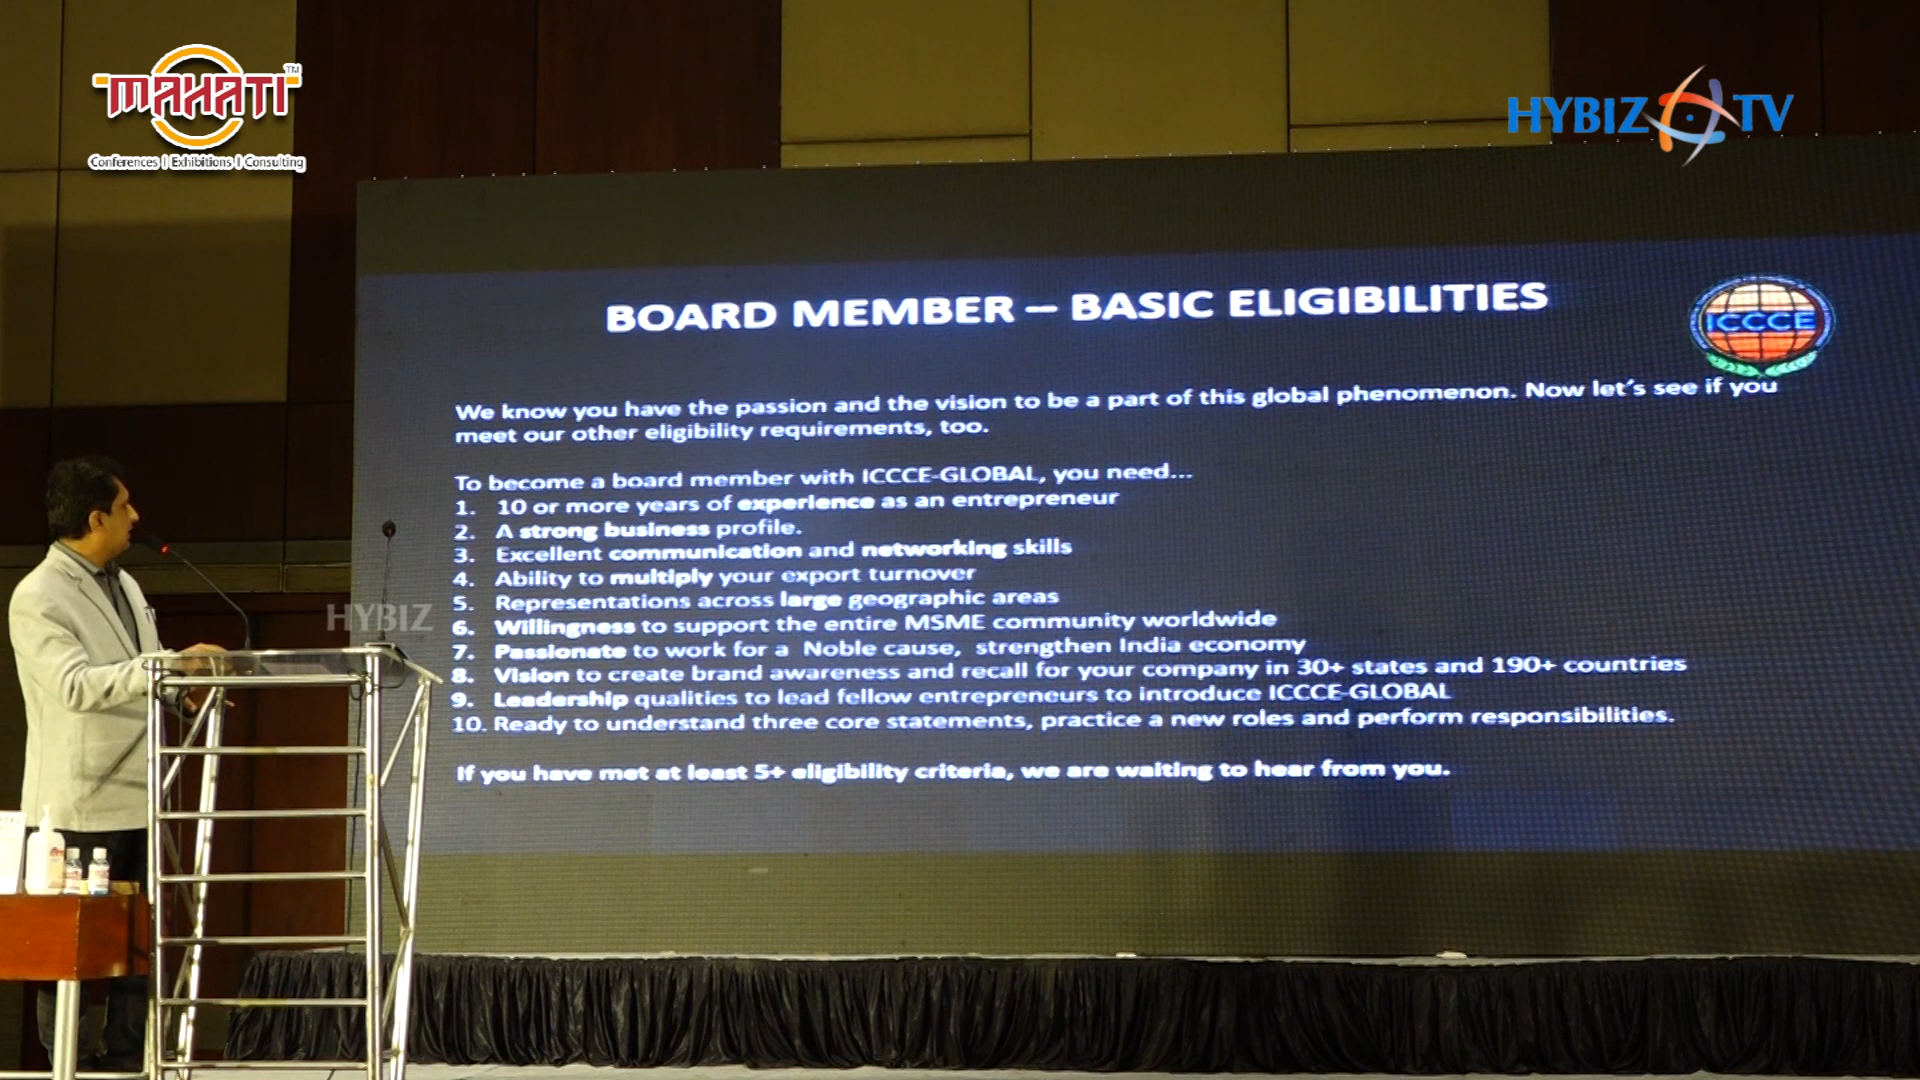 MAHATI TM
Conferences | Exhibitions | Consulting
HYBIZ TV
BOARD MEMBER – BASIC ELIGIBILITIES
ICCCE
We know you have the passion and the vision to be a part of this global phenomenon. Now let's see if you
meet our other eligibility requirements, too.
To become a board member with ICCCE-GLOBAL, you need...
1. 10 or more years of experience as an entrepreneur
2. A strong business profile.
3. Excellent communication and networking skills
4. Ability to multiply your export turnover
5. Representations across large geographic areas
6. Willingness to support the entire MSME community worldwide
7. Passionate to work for a Noble cause, strengthen India economy
8. Vision to create brand awareness and recall for your company in 30+ states and 190+ countries
9. Leadership qualities to lead fellow entrepreneurs to introduce ICCCE-GLOBAL
10. Ready to understand three core statements, practice a new roles and perform responsibilities.
If you have met at least 5+ eligibility criteria, we are waiting to hear from you.
HYBIZ